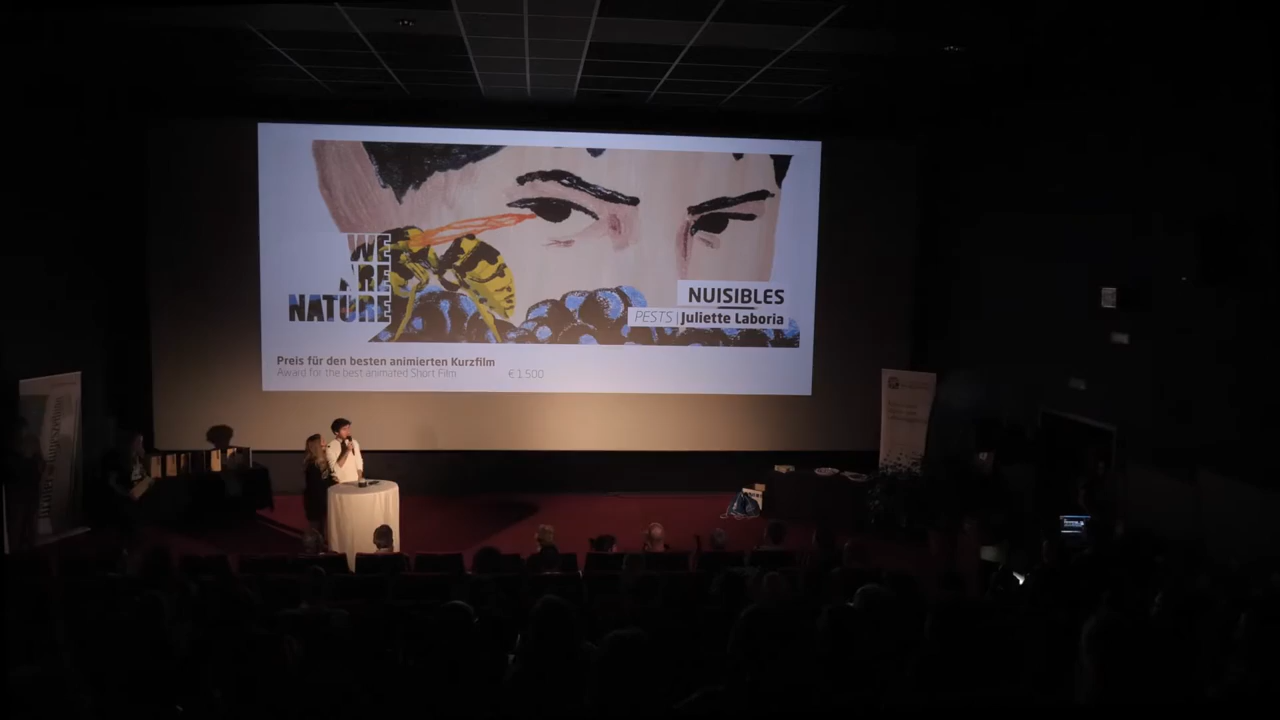 WE
ARE
NATURE
NUISIBLES
PESTS | Juliette Laboria
Preis für den besten animierten Kurzfilm
Award for the best animated Short Film €1.500